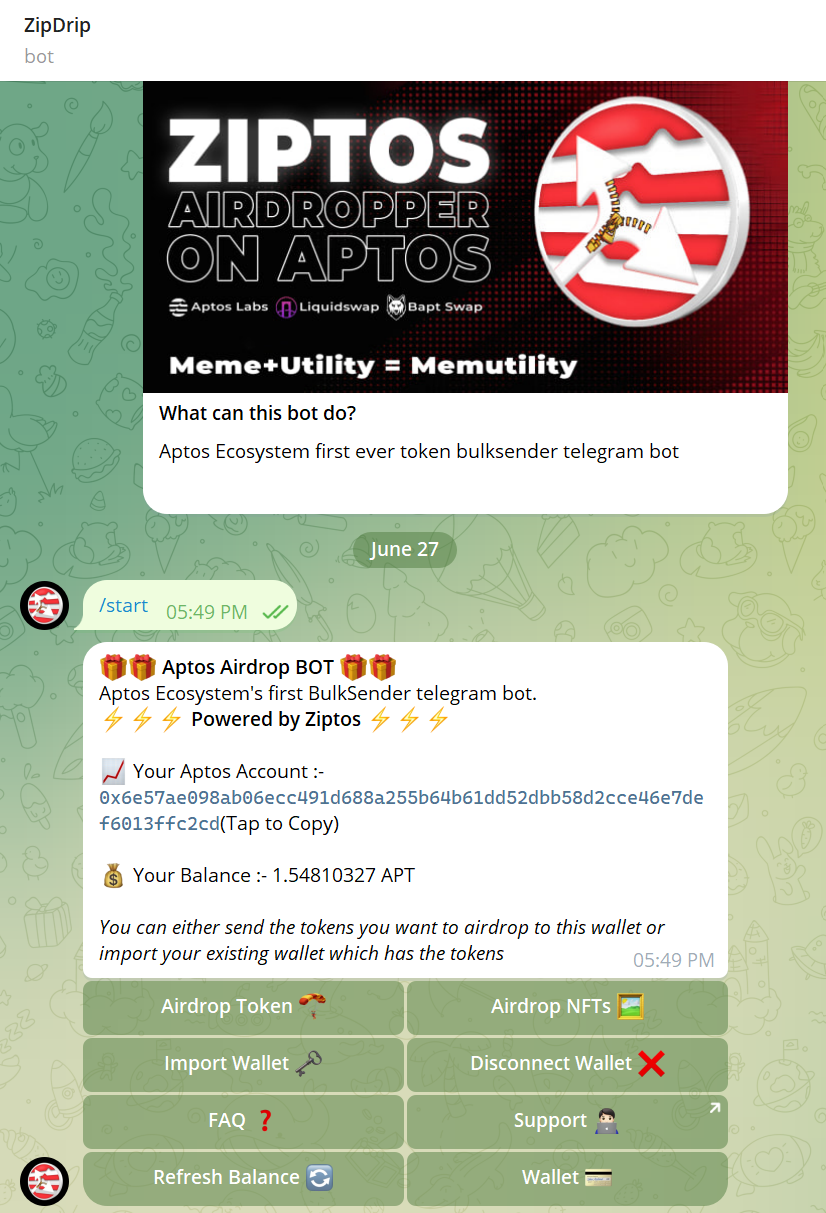 ZipDrip
bot
ZIPTOS
AIRDROPPER
ON APTOS
Aptos Labs Liquidswap Bapt Swap
Meme+Utility = Memutility
What can this bot do?
Aptos Ecosystem first ever token bulksender telegram bot
June 27
/start 05:49 PM
🎁🎁 Aptos Airdrop BOT 🎁🎁
Aptos Ecosystem's first BulkSender telegram bot.
⚡⚡⚡ Powered by Ziptos ⚡⚡⚡
📈 Your Aptos Account :-
0x6e57ae098ab06ecc491d688a255b64b61dd52dbb58d2cce46e7de
f6013ffc2cd(Tap to Copy)
💰 Your Balance :- 1.54810327 APT
You can either send the tokens you want to airdrop to this wallet or
import your existing wallet which has the tokens
05:49 PM
Airdrop Token 🪂 Airdrop NFTs 🖼️
Import Wallet 🗝️ Disconnect Wallet ❌
FAQ ❓ Support 🧑🏻‍💻
Refresh Balance 🔄 Wallet 💳